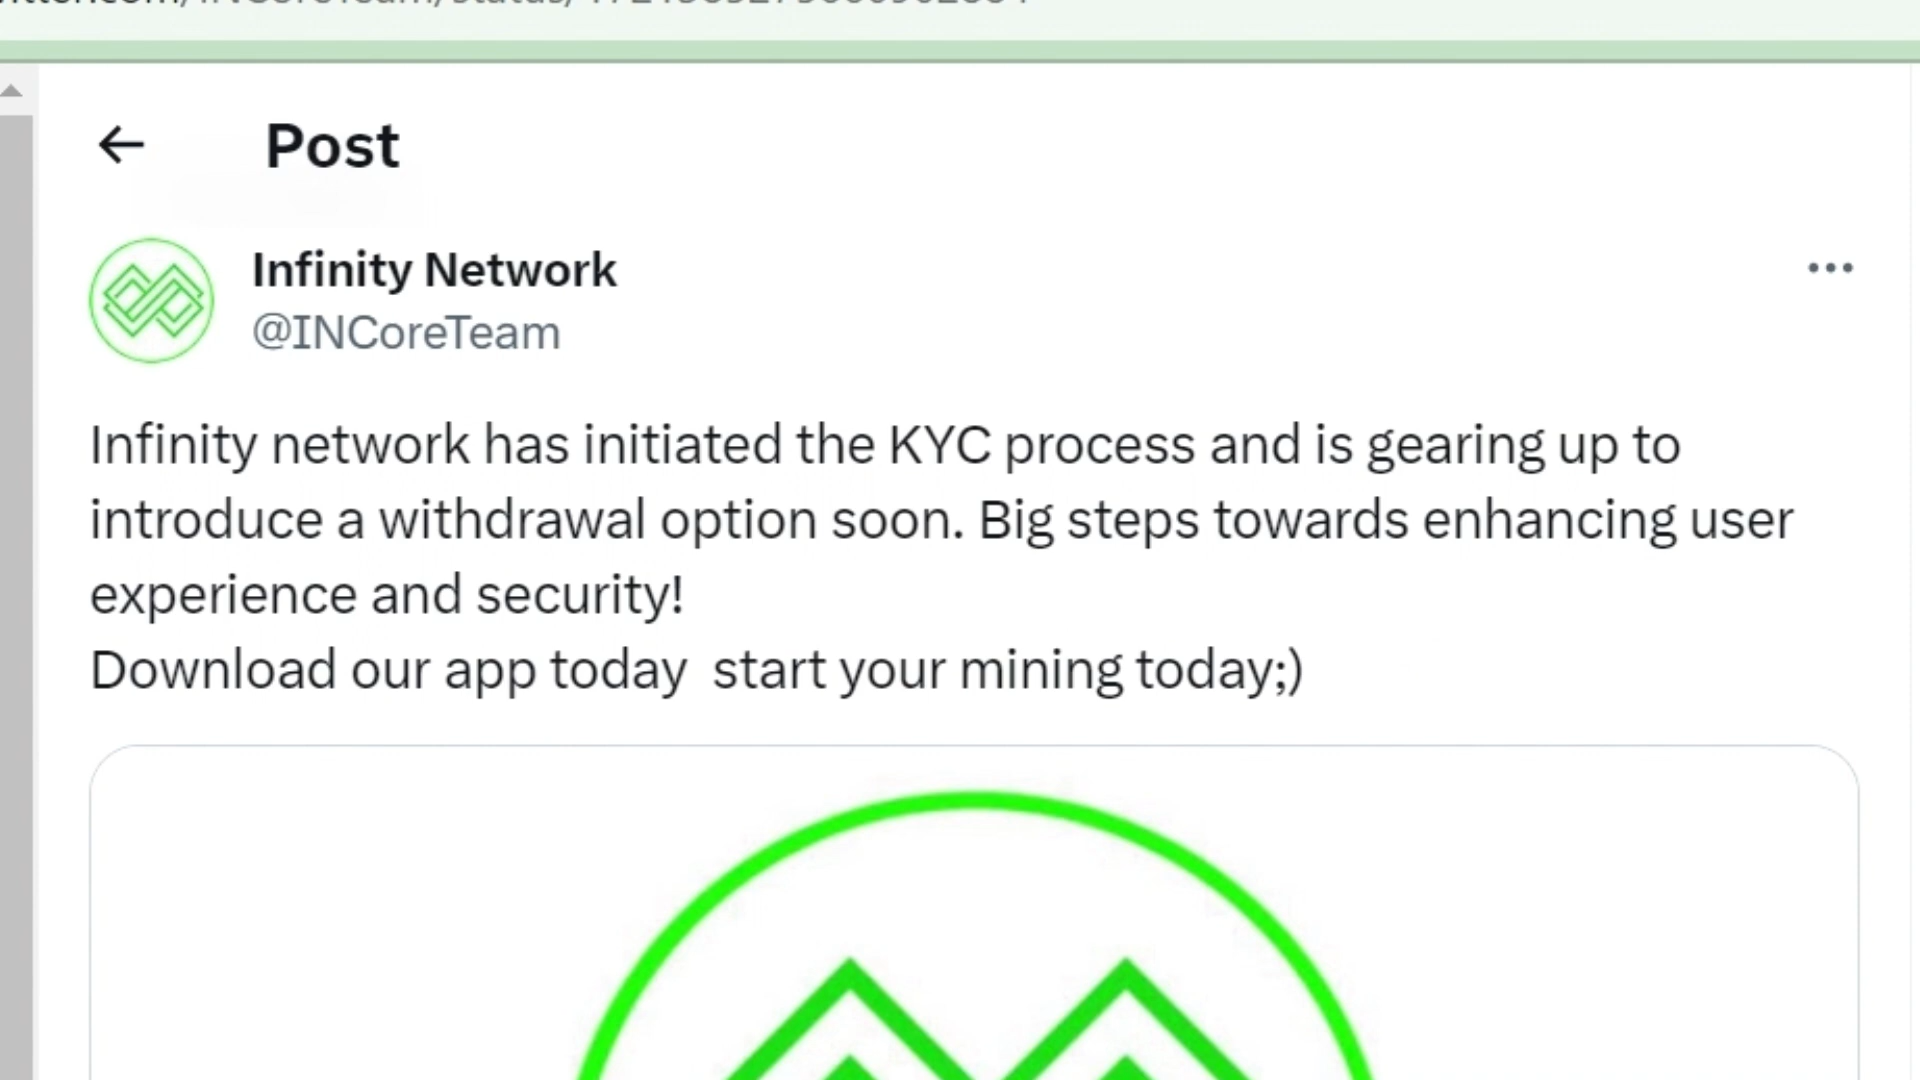 Post
Infinity Network
@INCoreTeam
Infinity network has initiated the KYC process and is gearing up to
introduce a withdrawal option soon. Big steps towards enhancing user
experience and security!
Download our app today  start your mining today;)